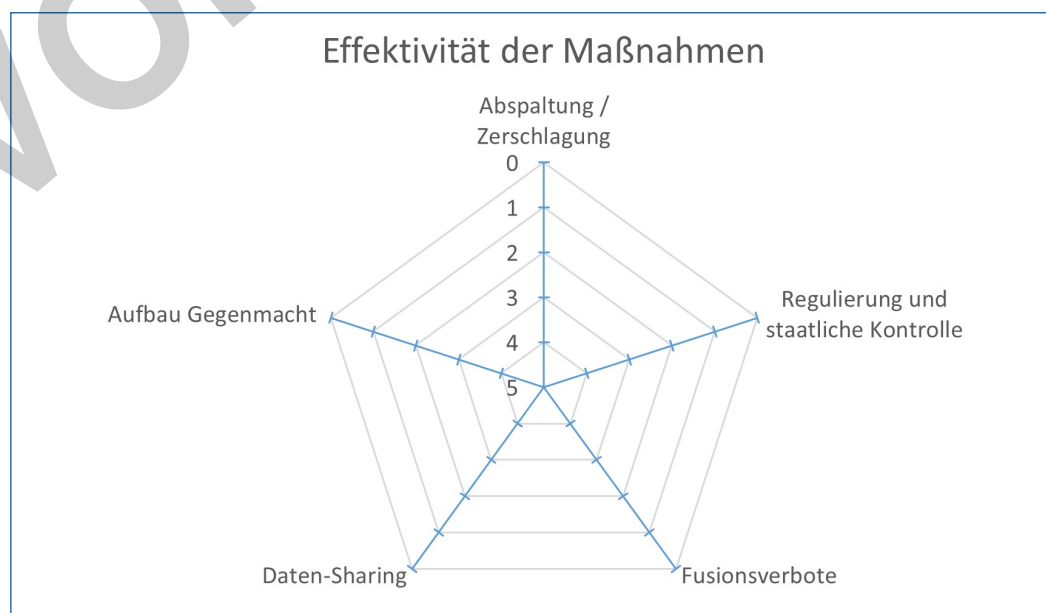 Effektivität der Maßnahmen
Abspaltung /
Zerschlagung
0
1
2
3
4
5
Regulierung und
staatliche Kontrolle
Aufbau Gegenmacht
Daten-Sharing
Fusionsverbote